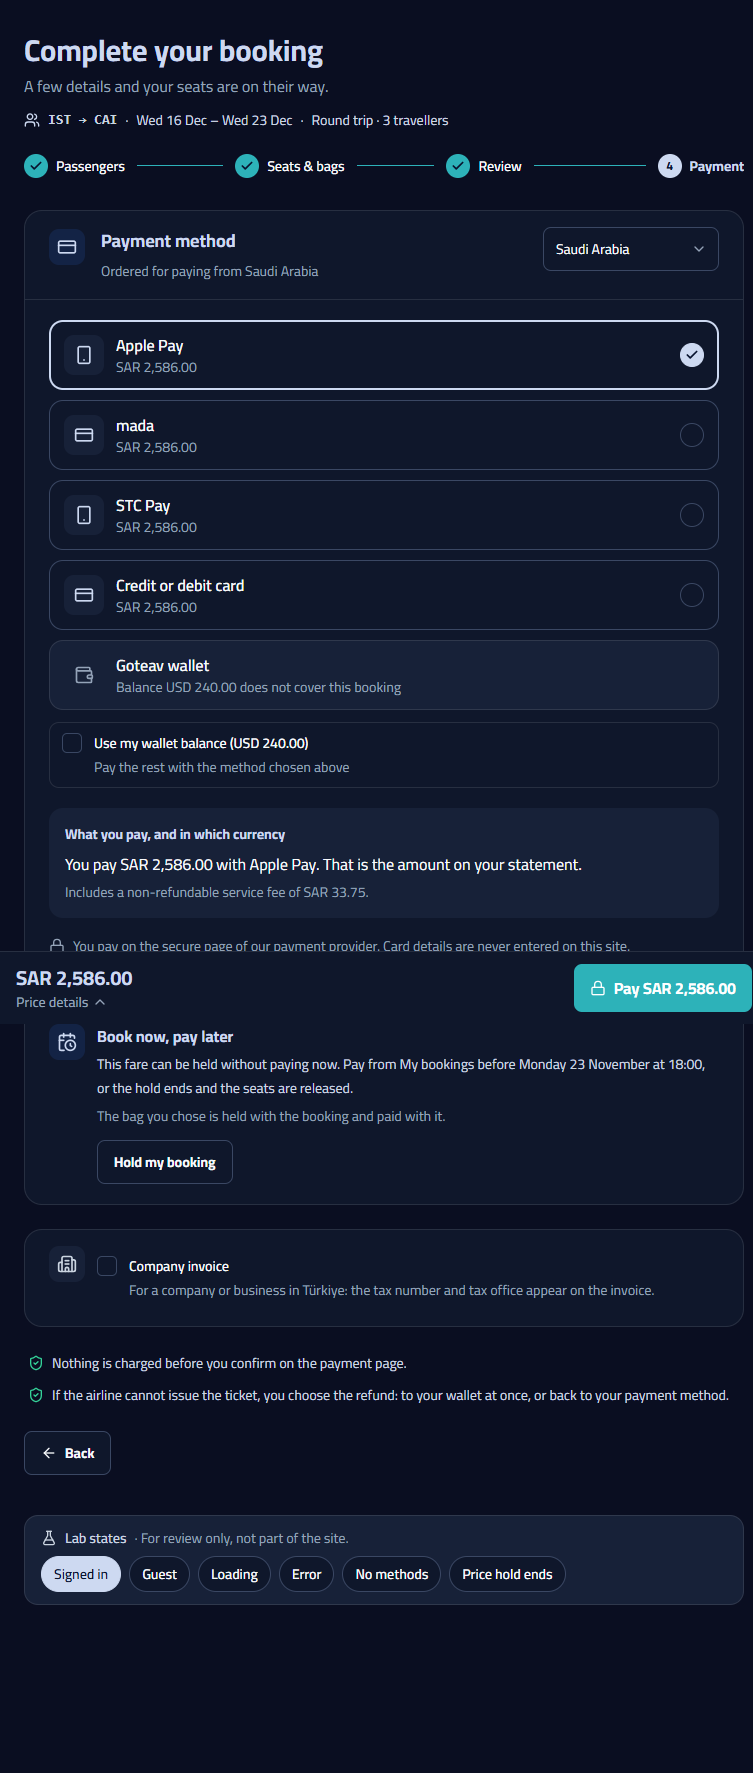 Complete your booking
A few details and your seats are on their way.
IST → CAI · Wed 16 Dec – Wed 23 Dec · Round trip · 3 travellers
Passengers
Seats & bags
Review
4 Payment
Payment method
Ordered for paying from Saudi Arabia
Saudi Arabia
Apple Pay
SAR 2,586.00
mada
SAR 2,586.00
STC Pay
SAR 2,586.00
Credit or debit card
SAR 2,586.00
Goteav wallet
Balance USD 240.00 does not cover this booking
Use my wallet balance (USD 240.00)
Pay the rest with the method chosen above
What you pay, and in which currency
You pay SAR 2,586.00 with Apple Pay. That is the amount on your statement.
Includes a non-refundable service fee of SAR 33.75.
You pay on the secure page of our payment provider. Card details are never entered on this site.
SAR 2,586.00
Price details
Pay SAR 2,586.00
Book now, pay later
This fare can be held without paying now. Pay from My bookings before Monday 23 November at 18:00,
or the hold ends and the seats are released.
The bag you chose is held with the booking and paid with it.
Hold my booking
Company invoice
For a company or business in Türkiye: the tax number and tax office appear on the invoice.
Nothing is charged before you confirm on the payment page.
If the airline cannot issue the ticket, you choose the refund: to your wallet at once, or back to your payment method.
Back
Lab states · For review only, not part of the site.
Signed in
Guest
Loading
Error
No methods
Price hold ends